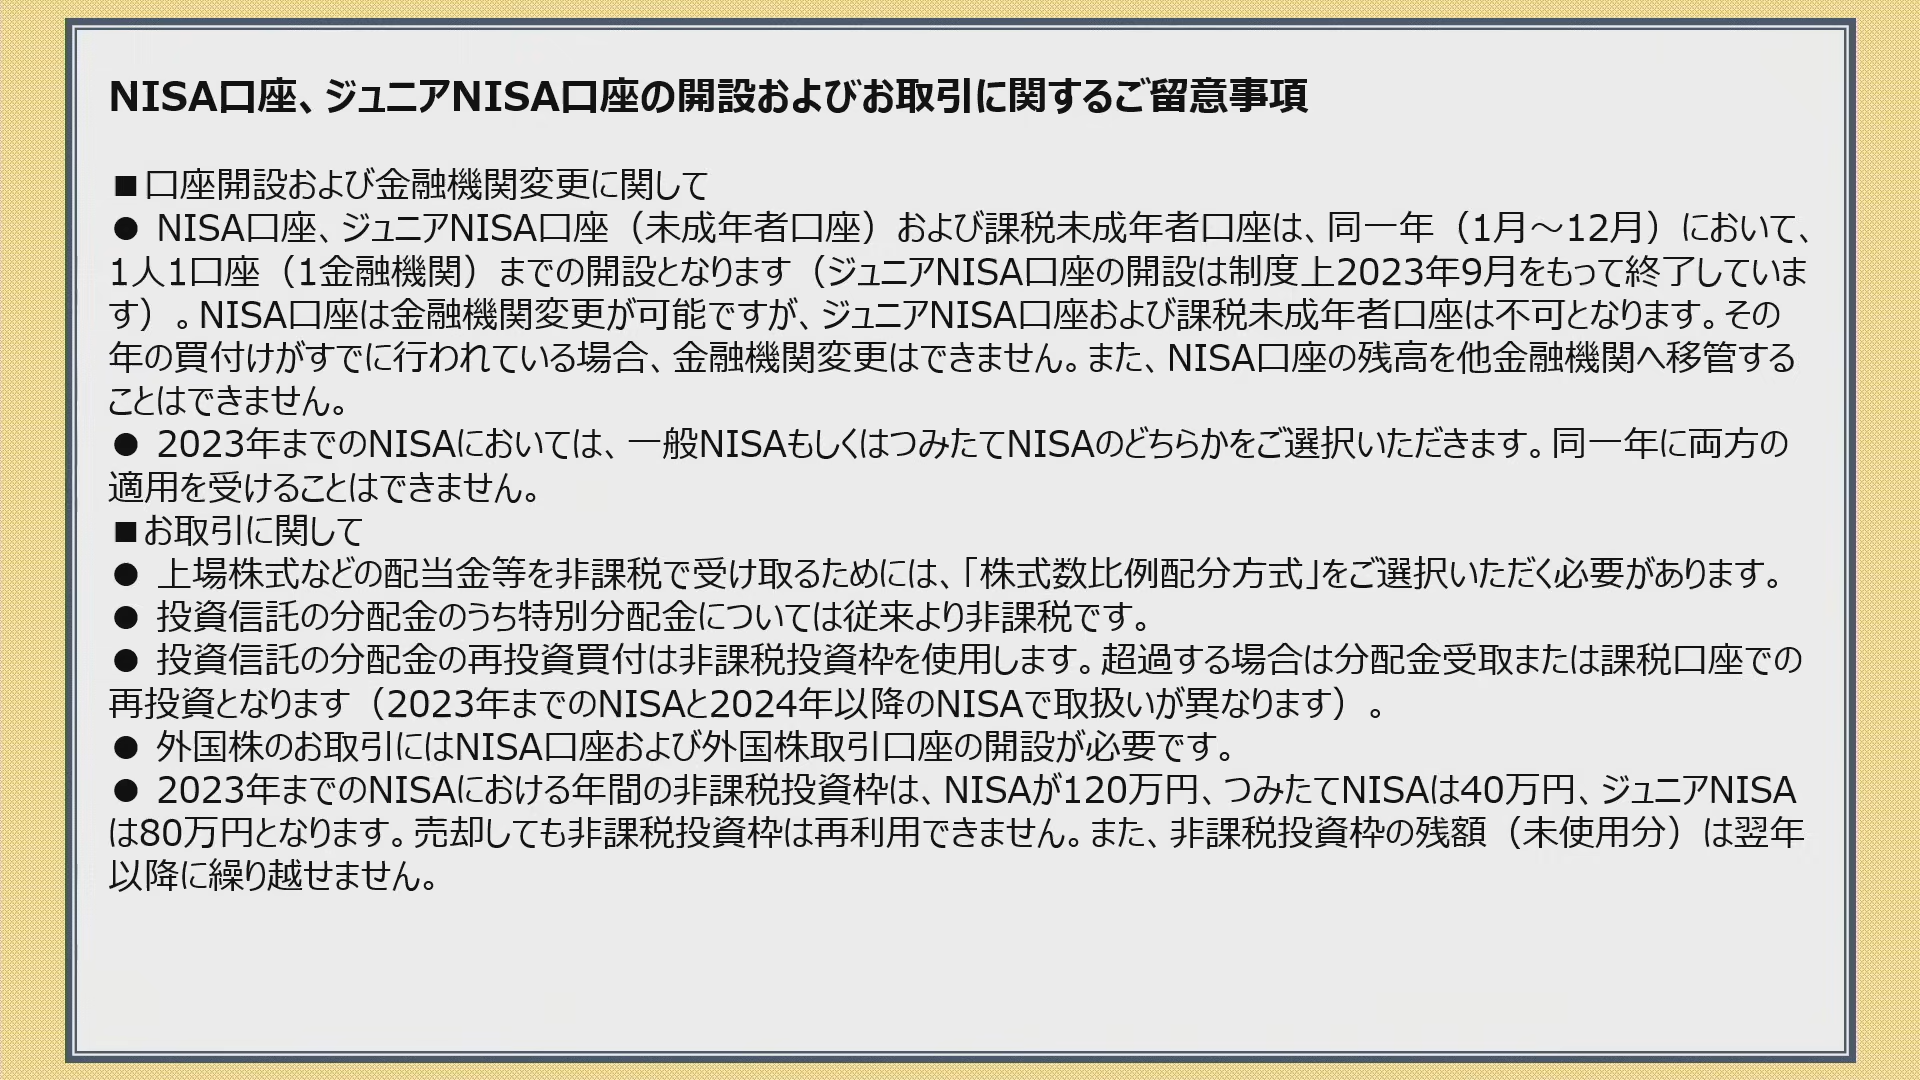 NISA口座、ジュニアNISA口座の開設およびお取引に関するご留意事項
■口座開設および金融機関変更に関して
● NISA口座、ジュニアNISA口座（未成年者口座）および課税未成年者口座は、同一年（1月～12月）において、
1人1口座（1金融機関）までの開設となります（ジュニアNISA口座の開設は制度上2023年9月をもって終了していま
す）。NISA口座は金融機関変更が可能ですが、ジュニアNISA口座および課税未成年者口座は不可となります。その
年の買付けがすでに行われている場合、金融機関変更はできません。また、NISA口座の残高を他金融機関へ移管する
ことはできません。
● 2023年までのNISAにおいては、一般NISAもしくはつみたてNISAのどちらかをご選択いただきます。同一年に両方の
適用を受けることはできません。
■お取引に関して
● 上場株式などの配当金等を非課税で受け取るためには、「株式数比例配分方式」をご選択いただく必要があります。
● 投資信託の分配金のうち特別分配金については従来より非課税です。
● 投資信託の分配金の再投資買付は非課税投資枠を使用します。超過する場合は分配金受取または課税口座での
再投資となります（2023年までのNISAと2024年以降のNISAで取扱いが異なります）。
● 外国株のお取引にはNISA口座および外国株取引口座の開設が必要です。
● 2023年までのNISAにおける年間の非課税投資枠は、NISAが120万円、つみたてNISAは40万円、ジュニアNISA
は80万円となります。売却しても非課税投資枠は再利用できません。また、非課税投資枠の残額（未使用分）は翌年
以降に繰り越せません。